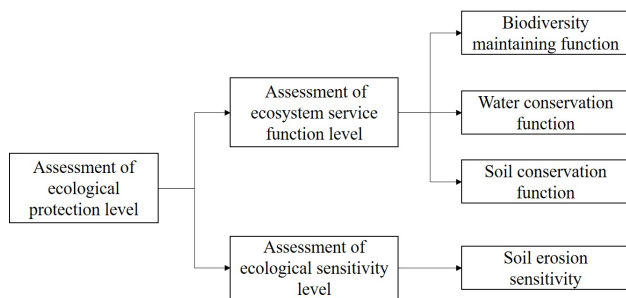 Biodiversity
maintaining function
Assessment of
ecosystem service
function level
Water conservation
function
Assessment of
ecological
protection level
Soil conservation
function
Assessment of
ecological sensitivity
level
Soil erosion
sensitivity